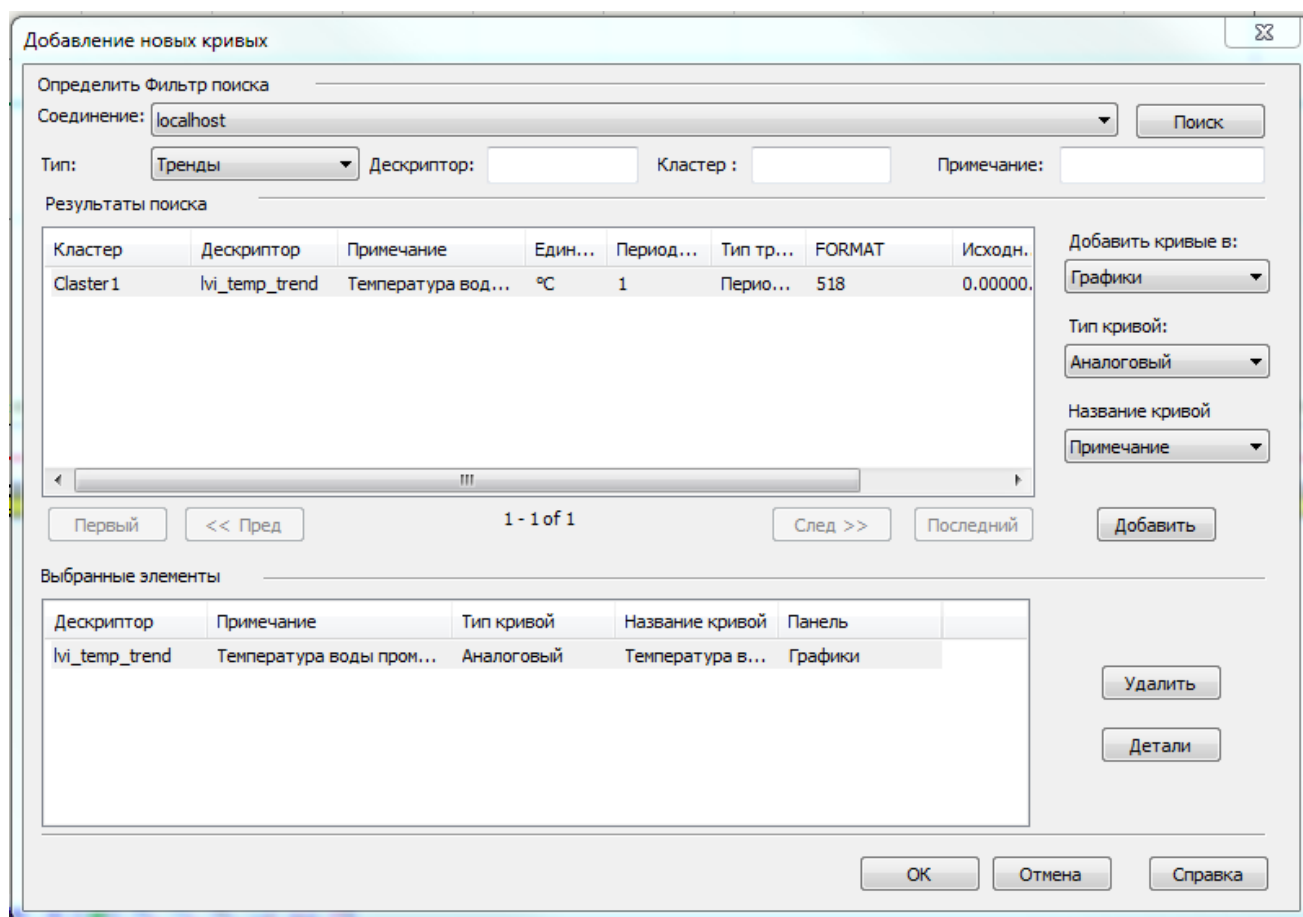 Добавление новых кривых
Определить Фильтр поиска
Соединение: localhost Поиск
Тип: Тренды Дескриптор: Кластер : Примечание:
Результаты поиска
Кластер Дескриптор Примечание Един... Период... Тип тр... FORMAT Исходн.
Claster1 lvi_temp_trend Температура вод... °C 1 Перио... 518 0.00000.
Добавить кривые в:
Графики
Тип кривой:
Аналоговый
Название кривой
Примечание
Первый << Пред 1 - 1 of 1 След >> Последний Добавить
Выбранные элементы
Дескриптор Примечание Тип кривой Название кривой Панель
lvi_temp_trend Температура воды пром... Аналоговый Температура в... Графики
Удалить
Детали
OK Отмена Справка